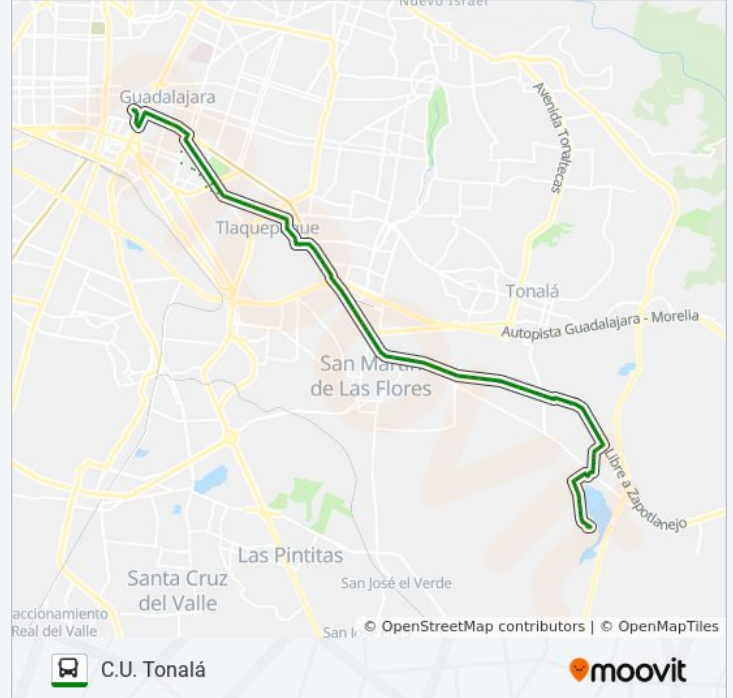 Nuevo Israel
Guadalajara
Avenida Tonaltecas
Tonalá
Autopista Guadalajara - Morelia
San Martín
de Las Flores
Libre a Zapotlanejo
Las Pintitas
Santa Cruz
del Valle
San José el Verde
accionamiento
Real del Valle
© OpenStreetMap contributors | © OpenMapTiles
C.U. Tonalá
moovit